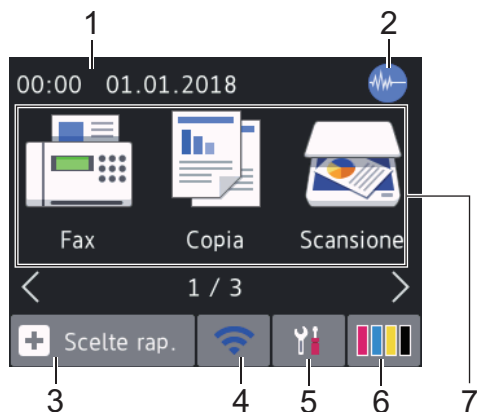 1
2
00:00 01.01.2018
Fax
Copia
Scansione
1 / 3
Scelte rap.
3
4
5
6
7